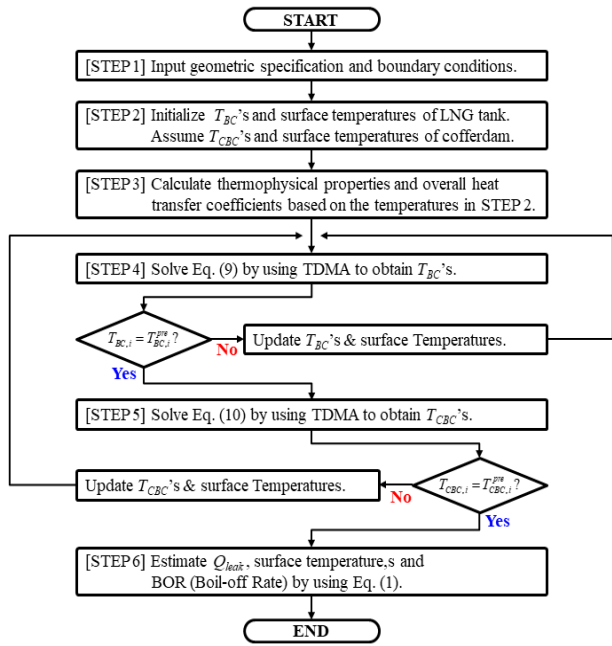 START
[STEP 1] Input geometric specification and boundary conditions.
[STEP 2] Initialize T_BC's and surface temperatures of LNG tank.
Assume T_CBC's and surface temperatures of cofferdam.
[STEP 3] Calculate thermophysical properties and overall heat
transfer coefficients based on the temperatures in STEP 2.
[STEP 4] Solve Eq. (9) by using TDMA to obtain T_BC's.
T_BC,i = T_BC,i^pre ?
No
Update T_BC's & surface Temperatures.
Yes
[STEP 5] Solve Eq. (10) by using TDMA to obtain T_CBC's.
Update T_CBC's & surface Temperatures.
No
T_CBC,i = T_CBC,i^pre ?
Yes
[STEP 6] Estimate Q_leak, surface temperature,s and
BOR (Boil-off Rate) by using Eq. (1).
END